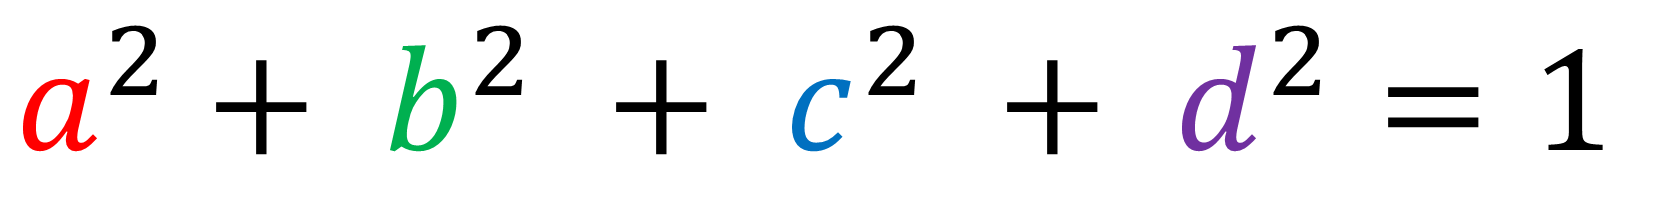 a² + b² + c² + d² = 1